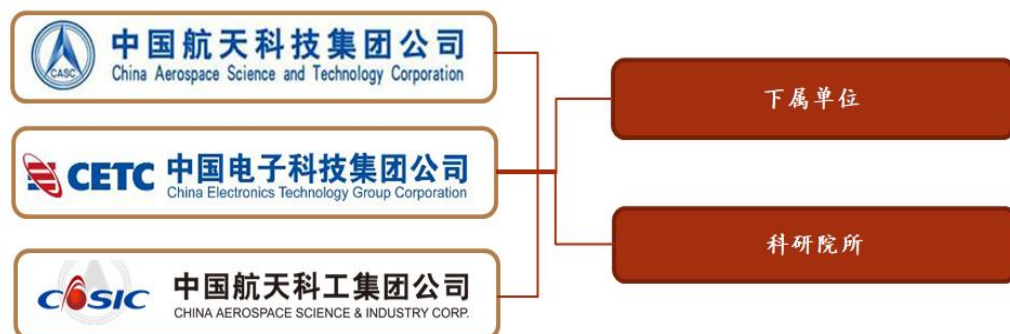 中国航天科技集团公司
CASC
China Aerospace Science and Technology Corporation
CETC
中国电子科技集团公司
China Electronics Technology Group Corporation
CASIC
中国航天科工集团公司
CHINA AEROSPACE SCIENCE & INDUSTRY CORP.
下属单位
科研院所